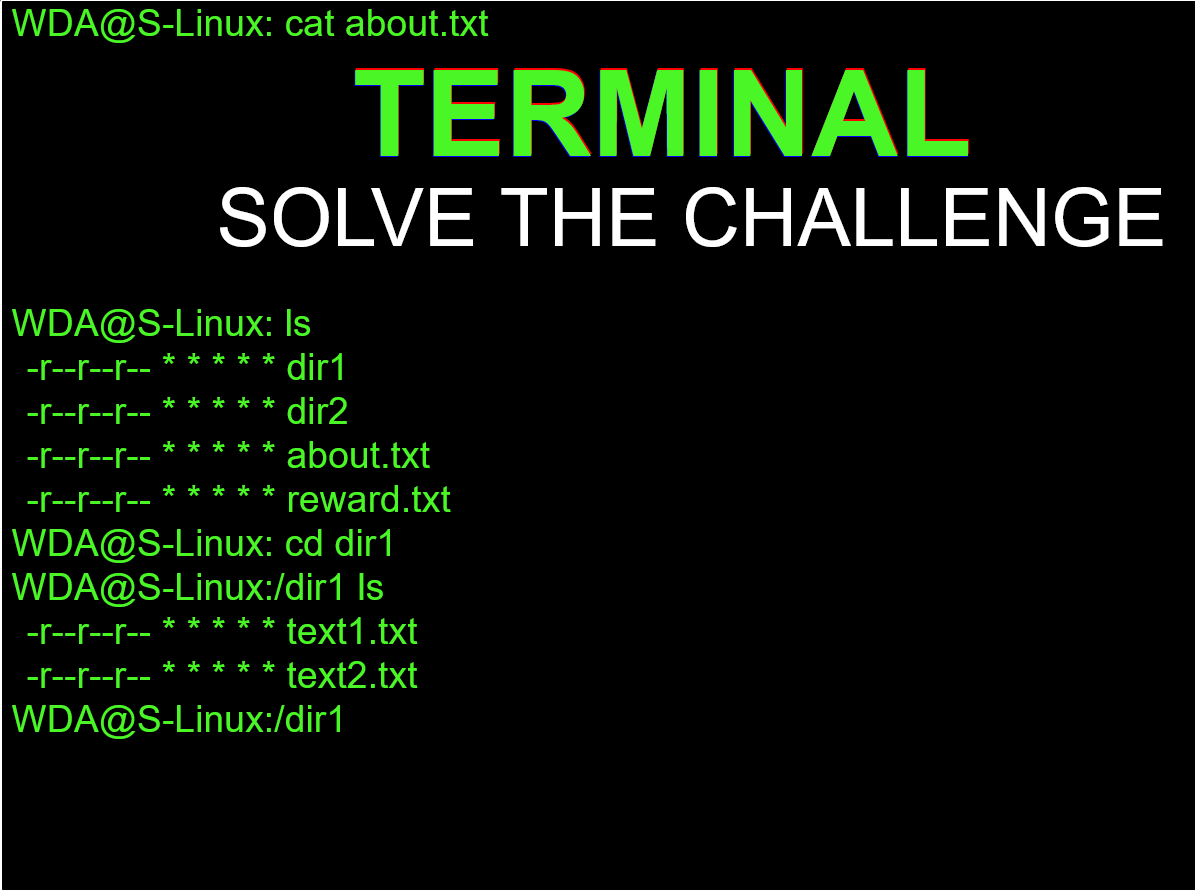 WDA@S-Linux: cat about.txt
TERMINAL
SOLVE THE CHALLENGE
WDA@S-Linux: ls
-r--r--r-- * * * * * dir1
-r--r--r-- * * * * * dir2
-r--r--r-- * * * * * about.txt
-r--r--r-- * * * * * reward.txt
WDA@S-Linux: cd dir1
WDA@S-Linux:/dir1 ls
-r--r--r-- * * * * * text1.txt
-r--r--r-- * * * * * text2.txt
WDA@S-Linux:/dir1